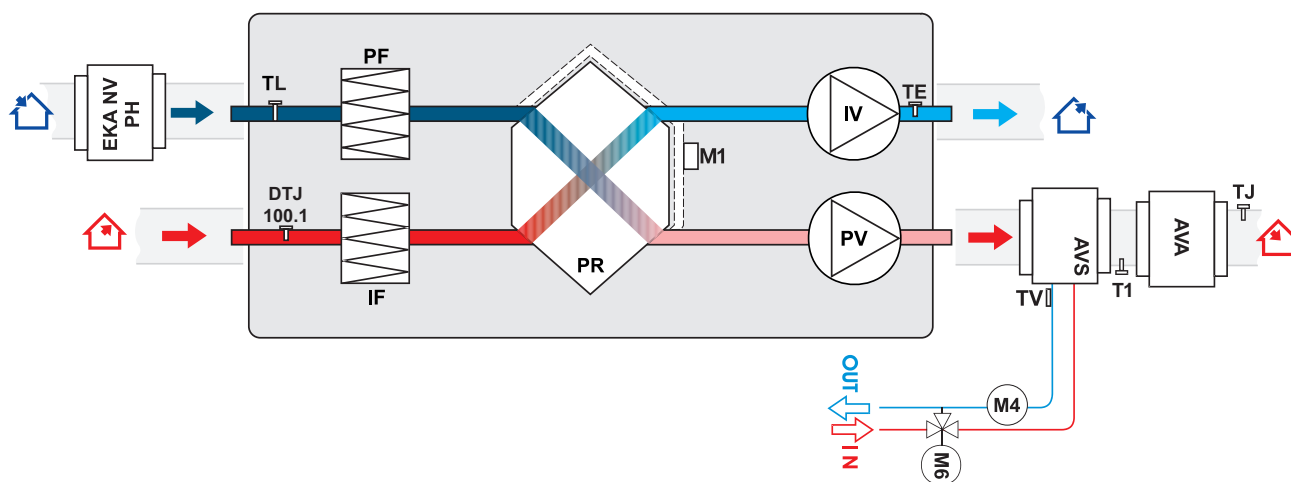 EKA NV
PH
TL
PF
TE
IV
M1
DTJ
100.1
IF
PR
PV
TJ
AVS
AVA
TV
T1
OUT
M4
IN
M6